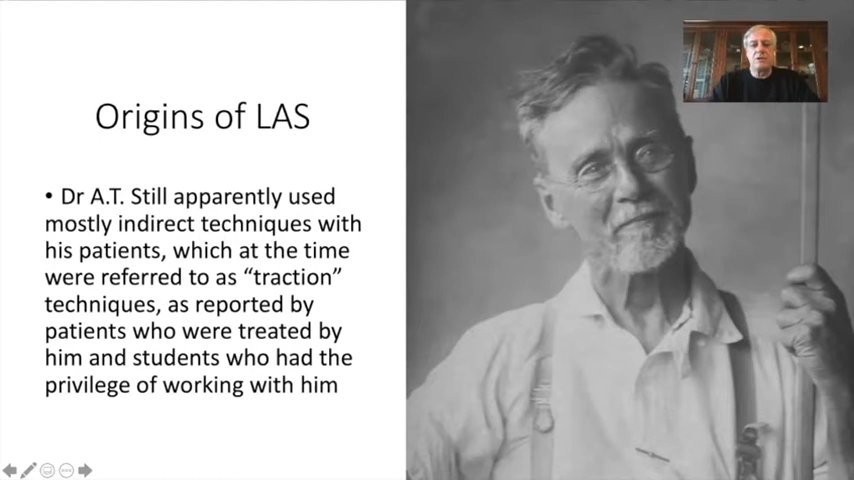 Origins of LAS
• Dr A.T. Still apparently used
mostly indirect techniques with
his patients, which at the time
were referred to as “traction”
techniques, as reported by
patients who were treated by
him and students who had the
privilege of working with him